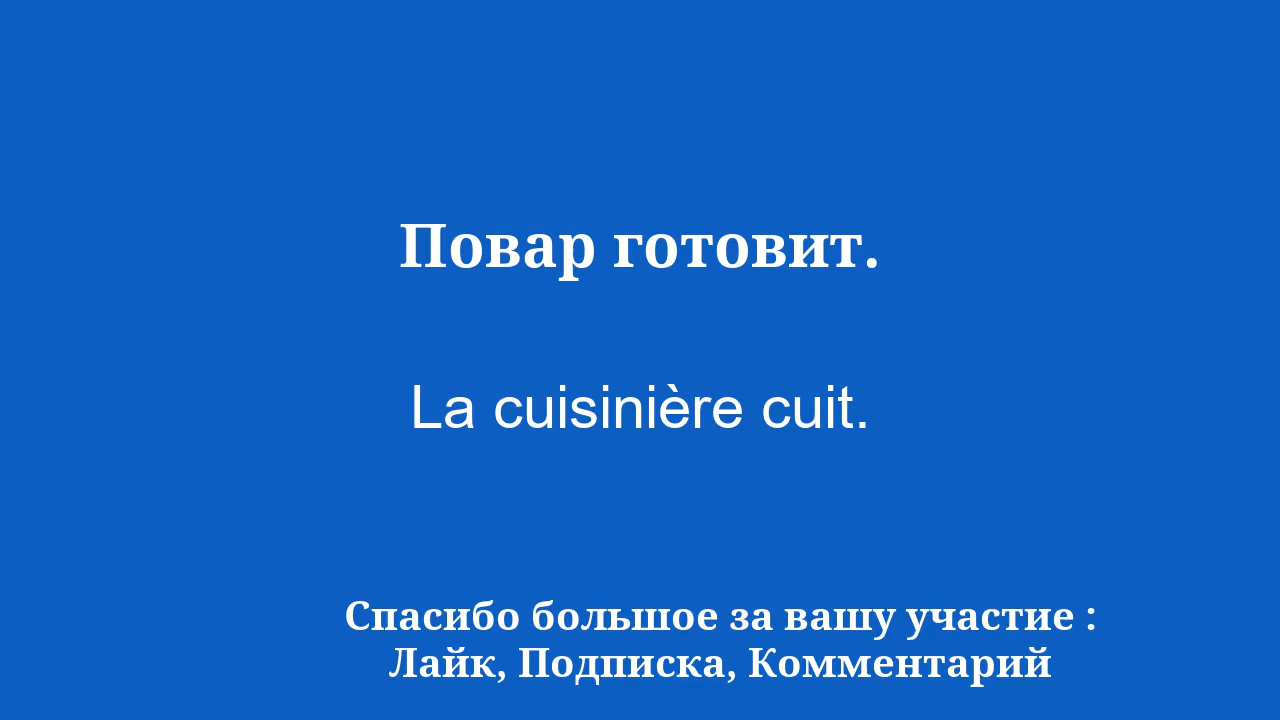 Повар готовит.
La cuisinière cuit.
Спасибо большое за вашу участие :
Лайк, Подписка, Комментарий